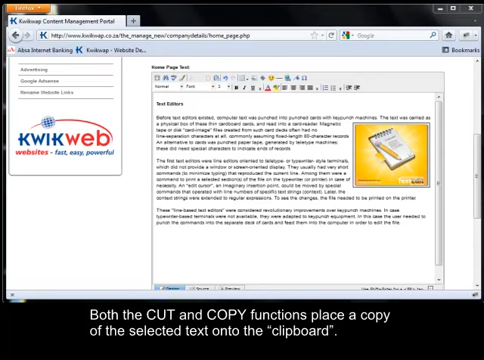 Firefox
Kwikwap Content Management Portal
http://www.kwikwap.co.za/the_manage_new/companydetails/home_page.php
Google
Absa Internet Banking
Kwikwap - Website De...
Bookmarks
Advertising
Google Adsense
Rename Website Links
KWIKWEB
websites - fast, easy, powerful
Home Page Text:
Normal
Font
Size
Text Editors
Before text editors existed, computer text was punched into punched cards with keypunch machines. The text was carried as
a physical box of these thin cardboard cards, and read into a card-reader. Magnetic
tape or disk "card-image" files created from such card decks often had no
line-separation characters at all, commonly assuming fixed-length 80-character records
An alternative to cards was punched paper tape, generated by teletype machines;
these did need special characters to indicate ends of records
The first text editors were line editors oriented to teletype- or typewriter-style terminals,
which did not provide a window or screen-oriented display. They usually had very short
commands (to minimize typing) that reproduced the current line. Among them were a
command to print a selected section(s) of the file on the typewriter (or printer) in case of
necessity. An "edit cursor", an imaginary insertion point, could be moved by special
commands that operated with line numbers of specific text strings (context). Later, the
context strings were extended to regular expressions. To see the changes, the file needed to be printed on the printer.
These "line-based text editors" were considered revolutionary improvements over keypunch machines. In case
typewriter-based terminals were not available, they were adapted to keypunch equipment. In this case the user needed to
punch the commands into the separate deck of cards and feed them into the computer in order to edit the file.
Preview
Both the CUT and COPY functions place a copy
of the selected text onto the “clipboard”.